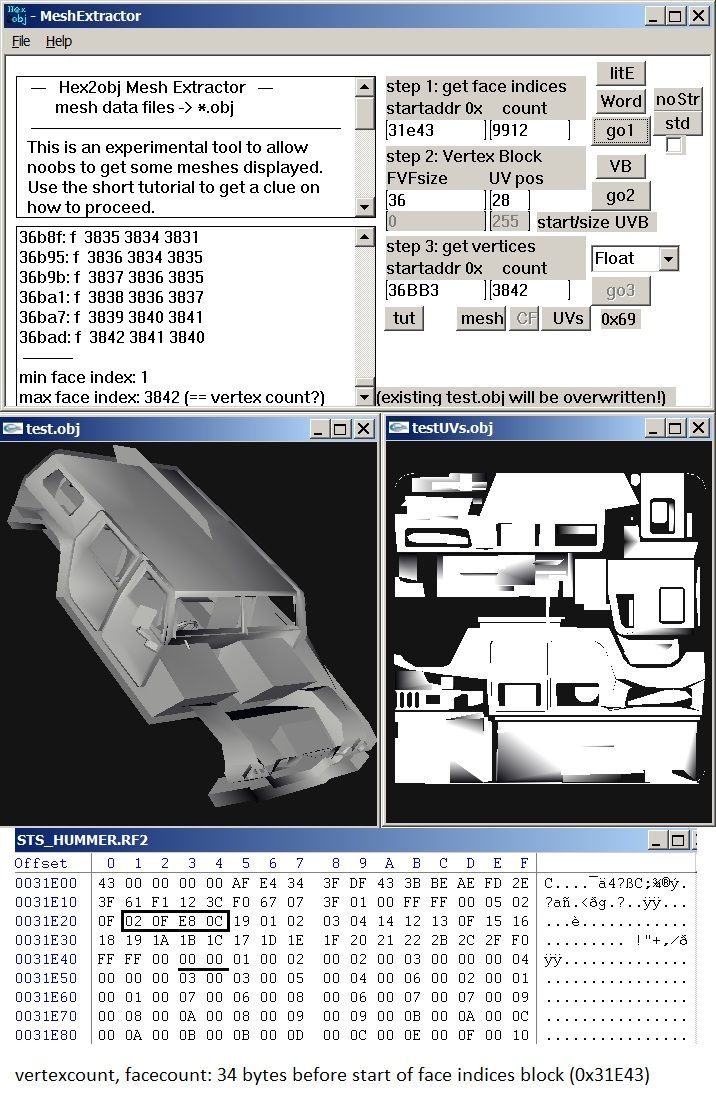 Hex obj - MeshExtractor
File Help
— Hex2obj Mesh Extractor —
mesh data files -> *.obj
This is an experimental tool to allow
noobs to get some meshes displayed.
Use the short tutorial to get a clue on
how to proceed.
36b8f: f 3835 3834 3831
36b95: f 3836 3834 3835
36b9b: f 3837 3836 3835
36ba1: f 3838 3836 3837
36ba7: f 3839 3840 3841
36bad: f 3842 3841 3840
min face index: 1
max face index: 3842 (== vertex count?)
step 1: get face indices
startaddr 0x count
31e43 9912
litE
Word noStr
go1 std
step 2: Vertex Block
FVFsize UV pos
36 28
0 255 start/size UVB
VB
go2
step 3: get vertices
startaddr 0x count
36BB3 3842
Float
go3
tut mesh CF UVs 0x69
(existing test.obj will be overwritten!)
test.obj
testUVs.obj
STS_HUMMER.RF2
Offset 0 1 2 3 4 5 6 7 8 9 A B C D E F
0031E00 43 00 00 00 00 AF E4 34 3F DF 43 3B BE AE FD 2E C....¯ä4?ßC;¾®ý.
0031E10 3F 61 F1 12 3C F0 67 07 3F 01 00 FF FF 00 05 02 ?añ.<ðg.?..ÿÿ...
0031E20 0F 02 0F E8 0C 19 01 02 03 04 14 12 13 0F 15 16 ...è............
0031E30 18 19 1A 1B 1C 17 1D 1E 1F 20 21 22 2B 2C 2F F0 ......... !"+,/ð
0031E40 FF FF 00 00 00 01 00 02 00 02 00 03 00 00 00 04 ÿÿ..............
0031E50 00 00 00 03 00 03 00 05 00 04 00 06 00 02 00 01 ................
0031E60 00 01 00 07 00 06 00 08 00 06 00 07 00 07 00 09 ................
0031E70 00 08 00 0A 00 08 00 09 00 09 00 0B 00 0A 00 0C ................
0031E80 00 0A 00 0B 00 0B 00 0D 00 0C 00 0E 00 0F 00 10 ................
vertexcount, facecount: 34 bytes before start of face indices block (0x31E43)